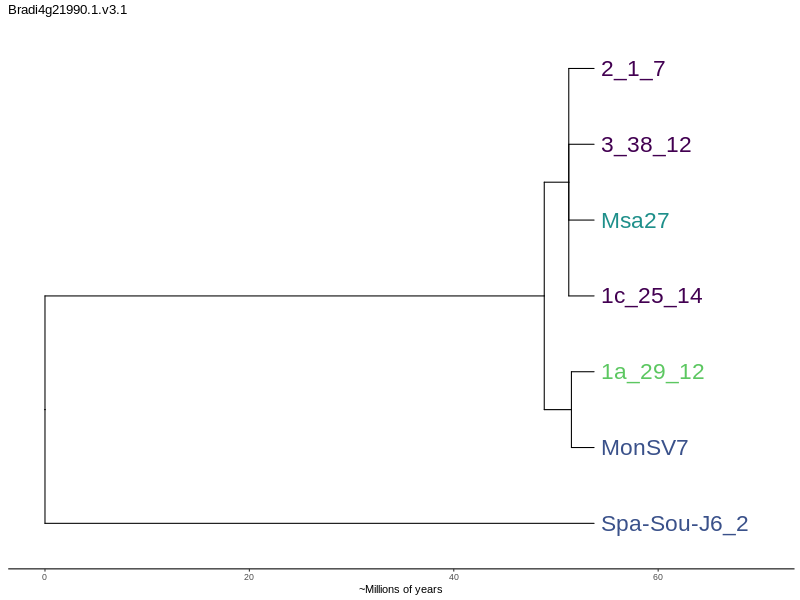 Bradi4g21990.1.v3.1
2_1_7
3_38_12
Msa27
1c_25_14
1a_29_12
MonSV7
Spa-Sou-J6_2
0 20 40 60
~Millions of years